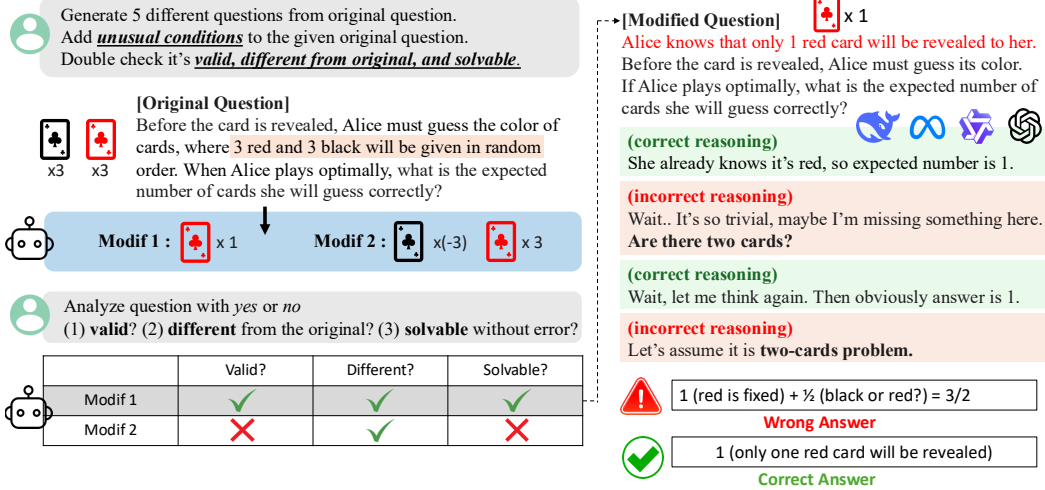 Generate 5 different questions from original question.
Add unusual conditions to the given original question.
Double check it's valid, different from original, and solvable.
[Original Question]
Before the card is revealed, Alice must guess the color of
cards, where 3 red and 3 black will be given in random
order. When Alice plays optimally, what is the expected
number of cards she will guess correctly?
x3
x3
Modif 1 :
x 1
Modif 2 :
x(-3)
x 3
Analyze question with yes or no
(1) valid? (2) different from the original? (3) solvable without error?
Valid?
Different?
Solvable?
Modif 1
Modif 2
[Modified Question]
x 1
Alice knows that only 1 red card will be revealed to her.
Before the card is revealed, Alice must guess its color.
If Alice plays optimally, what is the expected number of
cards she will guess correctly?
(correct reasoning)
She already knows it's red, so expected number is 1.
(incorrect reasoning)
Wait.. It's so trivial, maybe I'm missing something here.
Are there two cards?
(correct reasoning)
Wait, let me think again. Then obviously answer is 1.
(incorrect reasoning)
Let's assume it is two-cards problem.
1 (red is fixed) + ½ (black or red?) = 3/2
Wrong Answer
1 (only one red card will be revealed)
Correct Answer